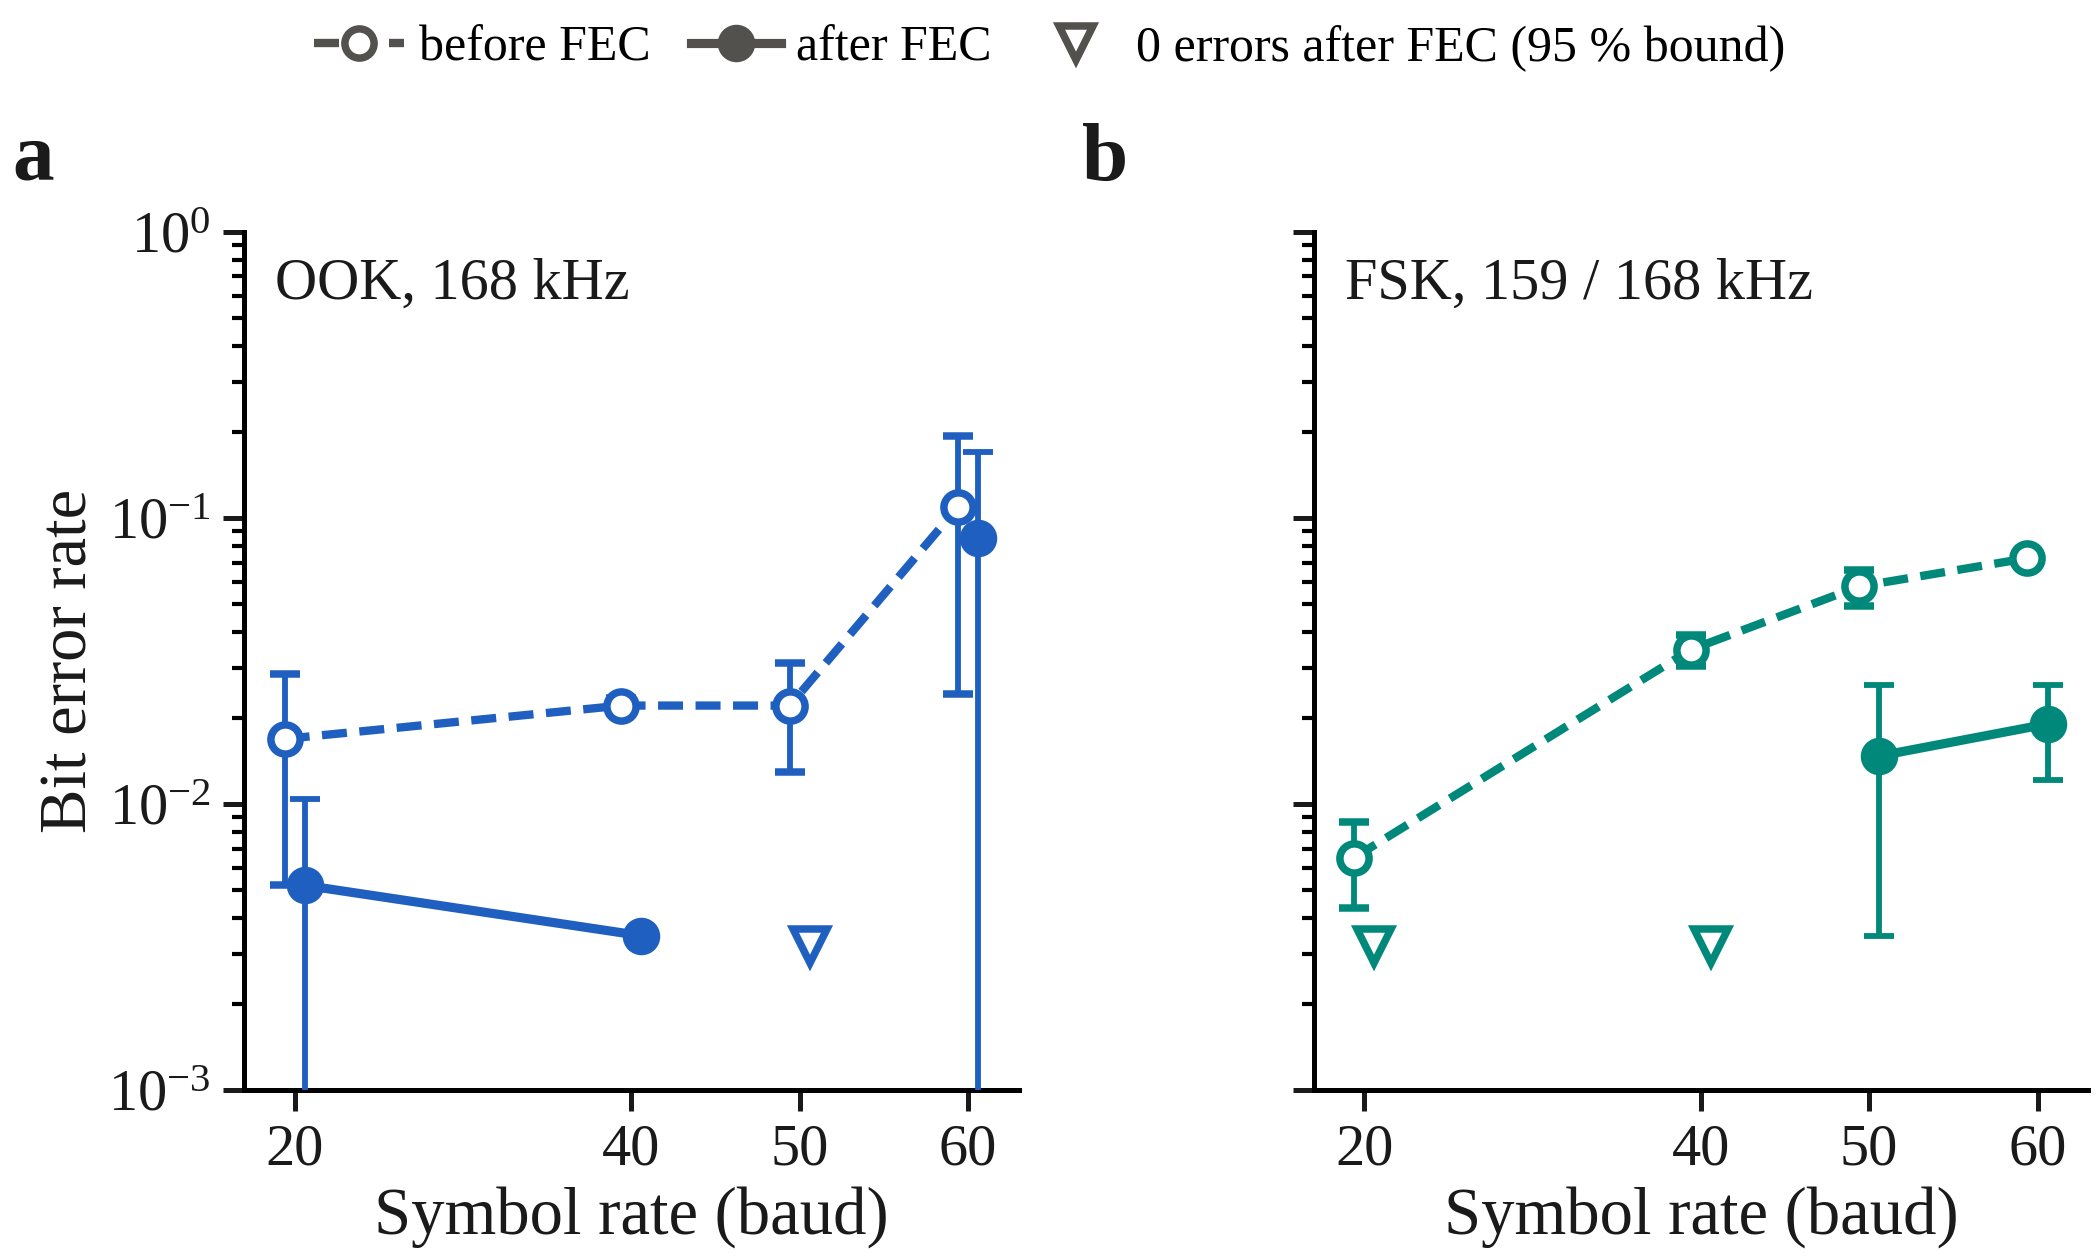 before FEC after FEC 0 errors after FEC (95 % bound)
a
b
10⁰
OOK, 168 kHz
10⁻¹
10⁻²
10⁻³
Bit error rate
20 40 50 60
Symbol rate (baud)
FSK, 159 / 168 kHz
20 40 50 60
Symbol rate (baud)